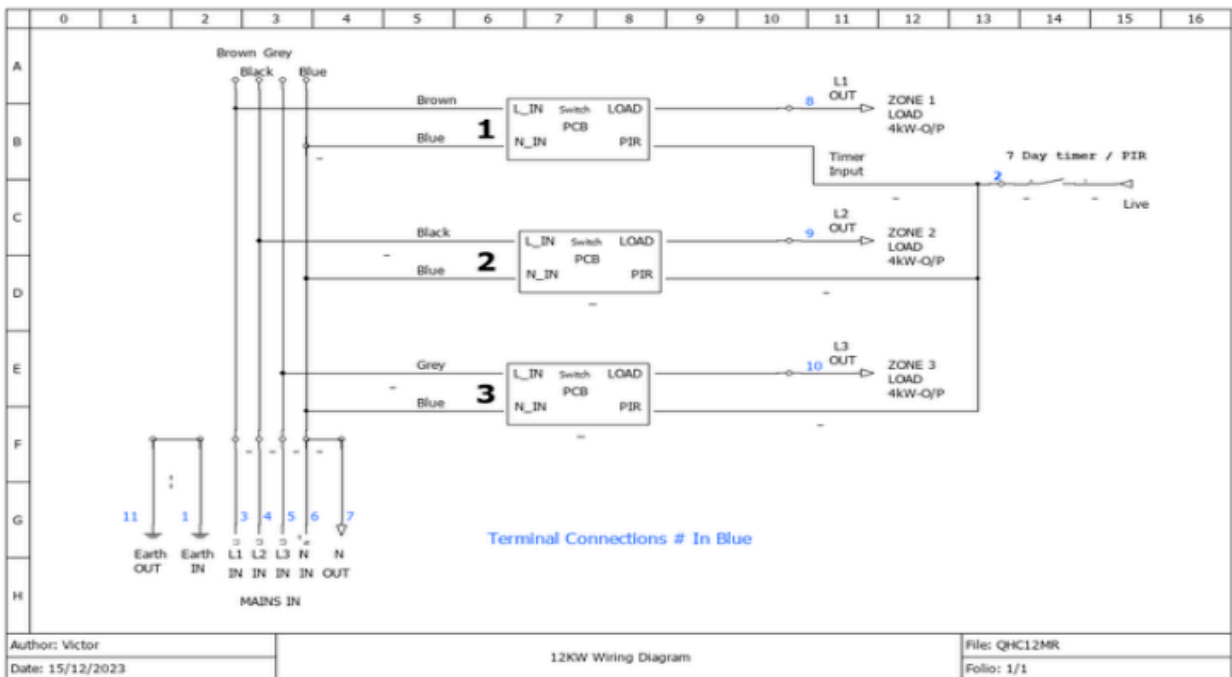 0 1 2 3 4 5 6 7 8 9 10 11 12 13 14 15 16
A
B
C
D
E
F
G
H
Brown Grey
Black Blue
Brown
Blue
1
L_IN Switch LOAD
PCB
N_IN PIR
8
L1
OUT
ZONE 1
LOAD
4kW-O/P
Timer
Input
7 Day timer / PIR
2
Live
Black
Blue
2
L_IN Switch LOAD
PCB
N_IN PIR
9
L2
OUT
ZONE 2
LOAD
4kW-O/P
Grey
Blue
3
L_IN Switch LOAD
PCB
N_IN PIR
10
L3
OUT
ZONE 3
LOAD
4kW-O/P
11 1 3 4 5 6 7
Earth Earth L1 L2 L3 N N
OUT IN IN IN IN IN OUT
MAINS IN
Terminal Connections # In Blue
Author: Victor
Date: 15/12/2023
12KW Wiring Diagram
File: QHC12MR
Folio: 1/1